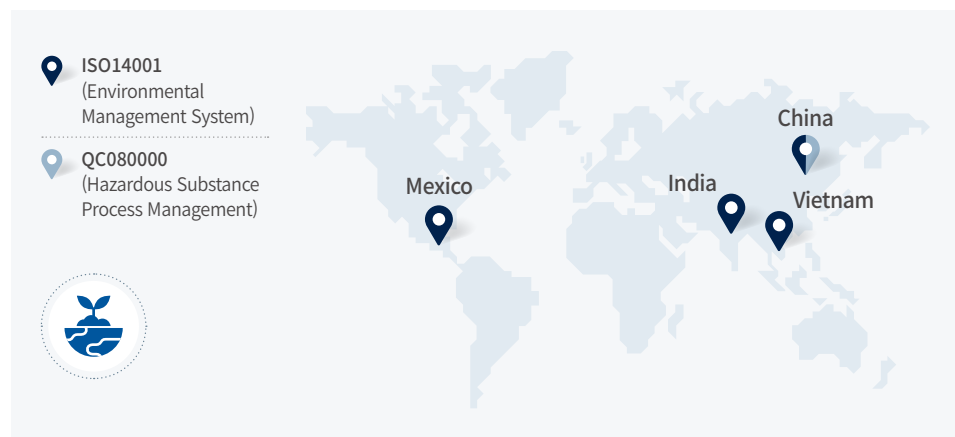 ISO14001
(Environmental
Management System)
QC080000
(Hazardous Substance
Process Management)
Mexico
India
China
Vietnam